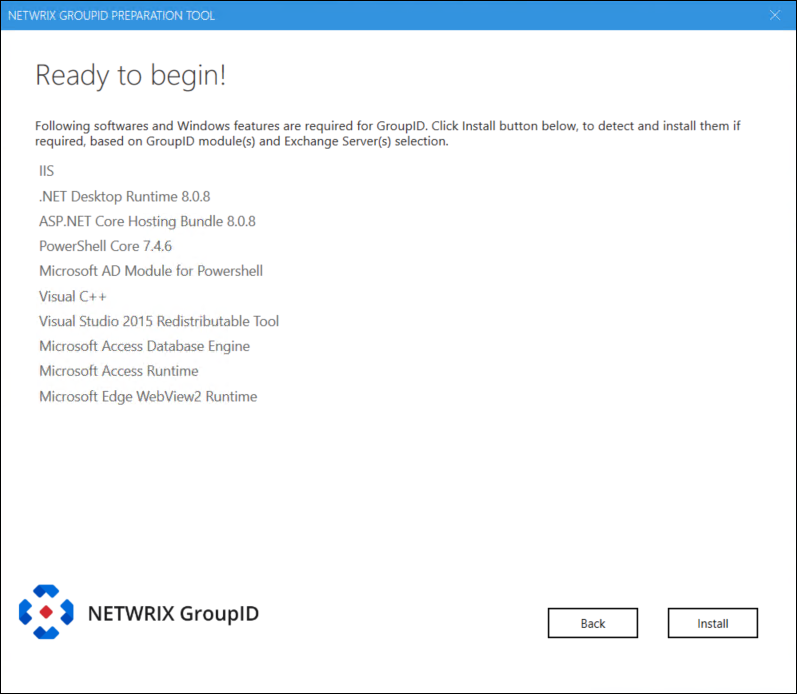 NETWRIX GROUPID PREPARATION TOOL
Ready to begin!
Following softwares and Windows features are required for GroupID. Click Install button below, to detect and install them if
required, based on GroupID module(s) and Exchange Server(s) selection.
IIS
.NET Desktop Runtime 8.0.8
ASP.NET Core Hosting Bundle 8.0.8
PowerShell Core 7.4.6
Microsoft AD Module for Powershell
Visual C++
Visual Studio 2015 Redistributable Tool
Microsoft Access Database Engine
Microsoft Access Runtime
Microsoft Edge WebView2 Runtime
NETWRIX GroupID
Back
Install